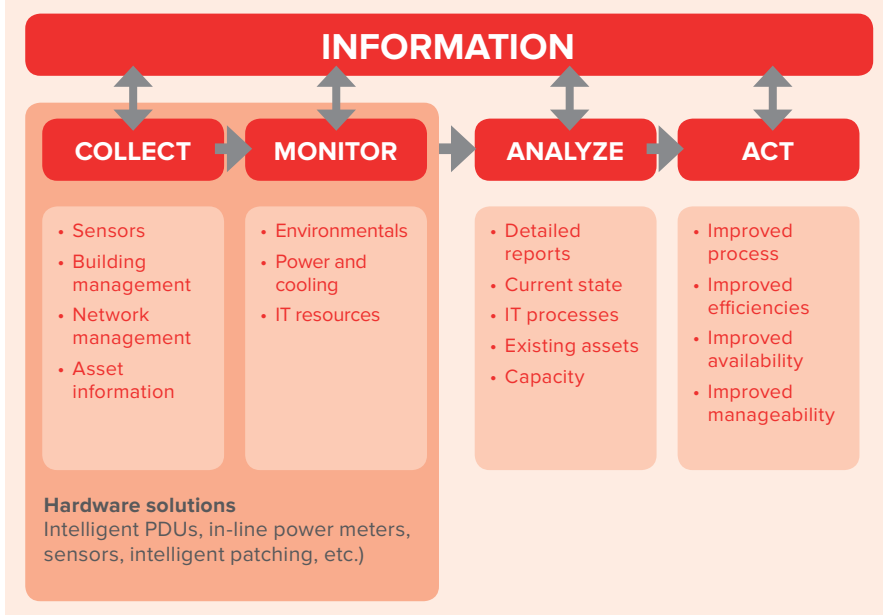 INFORMATION
COLLECT
MONITOR
ANALYZE
ACT
• Sensors
• Building
management
• Network
management
• Asset
information
• Environmentals
• Power and
cooling
• IT resources
• Detailed
reports
• Current state
• IT processes
• Existing assets
• Capacity
• Improved
process
• Improved
efficiencies
• Improved
availability
• Improved
manageability
Hardware solutions
Intelligent PDUs, in-line power meters,
sensors, intelligent patching, etc.)